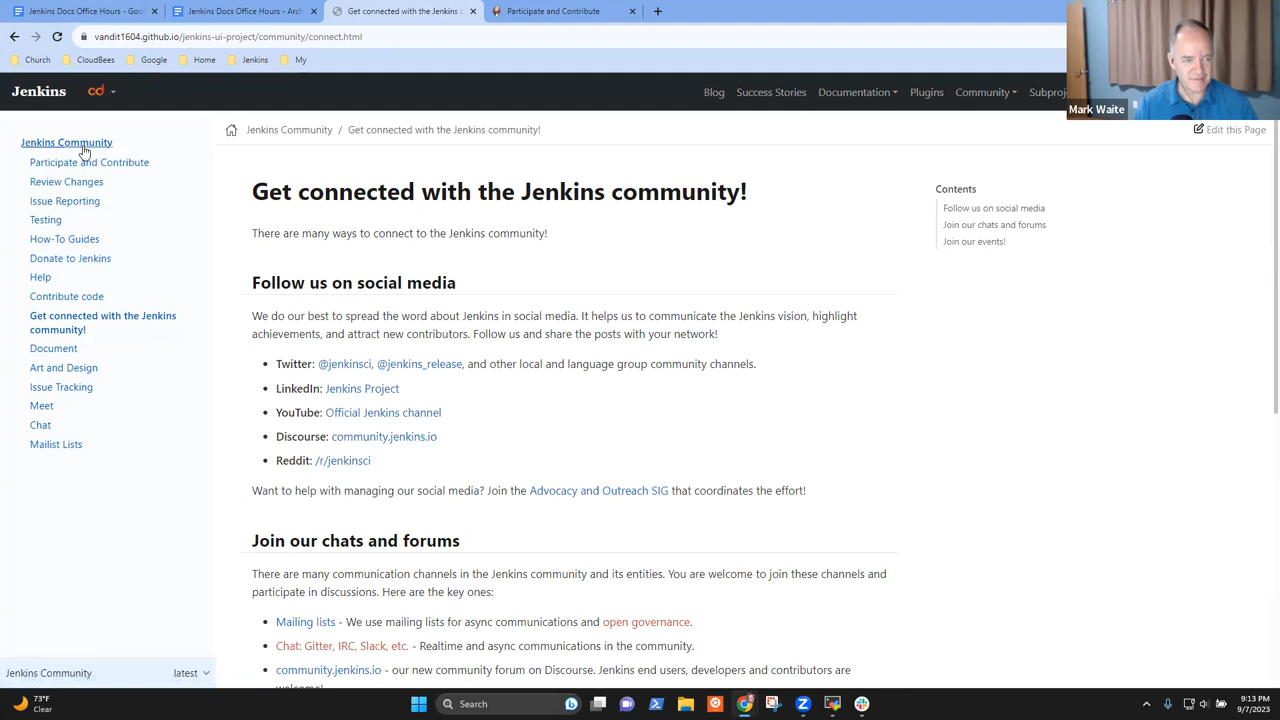 Jenkins Docs Office Hours - Goo
Jenkins Docs Office Hours - Arch
Get connected with the Jenkins c
Participate and Contribute
vandit1604.github.io/jenkins-ui-project/community/connect.html
Church
CloudBees
Google
Home
Jenkins
My
Mark Waite
Jenkins
cd
Blog
Success Stories
Documentation
Plugins
Community
Subproj
Jenkins Community
Participate and Contribute
Review Changes
Issue Reporting
Testing
How-To Guides
Donate to Jenkins
Help
Contribute code
Get connected with the Jenkins
community!
Document
Art and Design
Issue Tracking
Meet
Chat
Mailist Lists
Jenkins Community
latest
Jenkins Community / Get connected with the Jenkins community!
Edit this Page
Get connected with the Jenkins community!
There are many ways to connect to the Jenkins community!
Follow us on social media
We do our best to spread the word about Jenkins in social media. It helps us to communicate the Jenkins vision, highlight
achievements, and attract new contributors. Follow us and share the posts with your network!
Twitter: @jenkinsci, @jenkins_release, and other local and language group community channels.
LinkedIn: Jenkins Project
YouTube: Official Jenkins channel
Discourse: community.jenkins.io
Reddit: /r/jenkinsci
Want to help with managing our social media? Join the Advocacy and Outreach SIG that coordinates the effort!
Join our chats and forums
There are many communication channels in the Jenkins community and its entities. You are welcome to join these channels and
participate in discussions. Here are the key ones:
Mailing lists - We use mailing lists for async communications and open governance.
Chat: Gitter, IRC, Slack, etc. - Realtime and async communications in the community.
community.jenkins.io - our new community forum on Discourse. Jenkins end users, developers and contributors are
welcome!
Contents
Follow us on social media
Join our chats and forums
Join our events!
73°F
Clear
Search
9:13 PM
9/7/2023